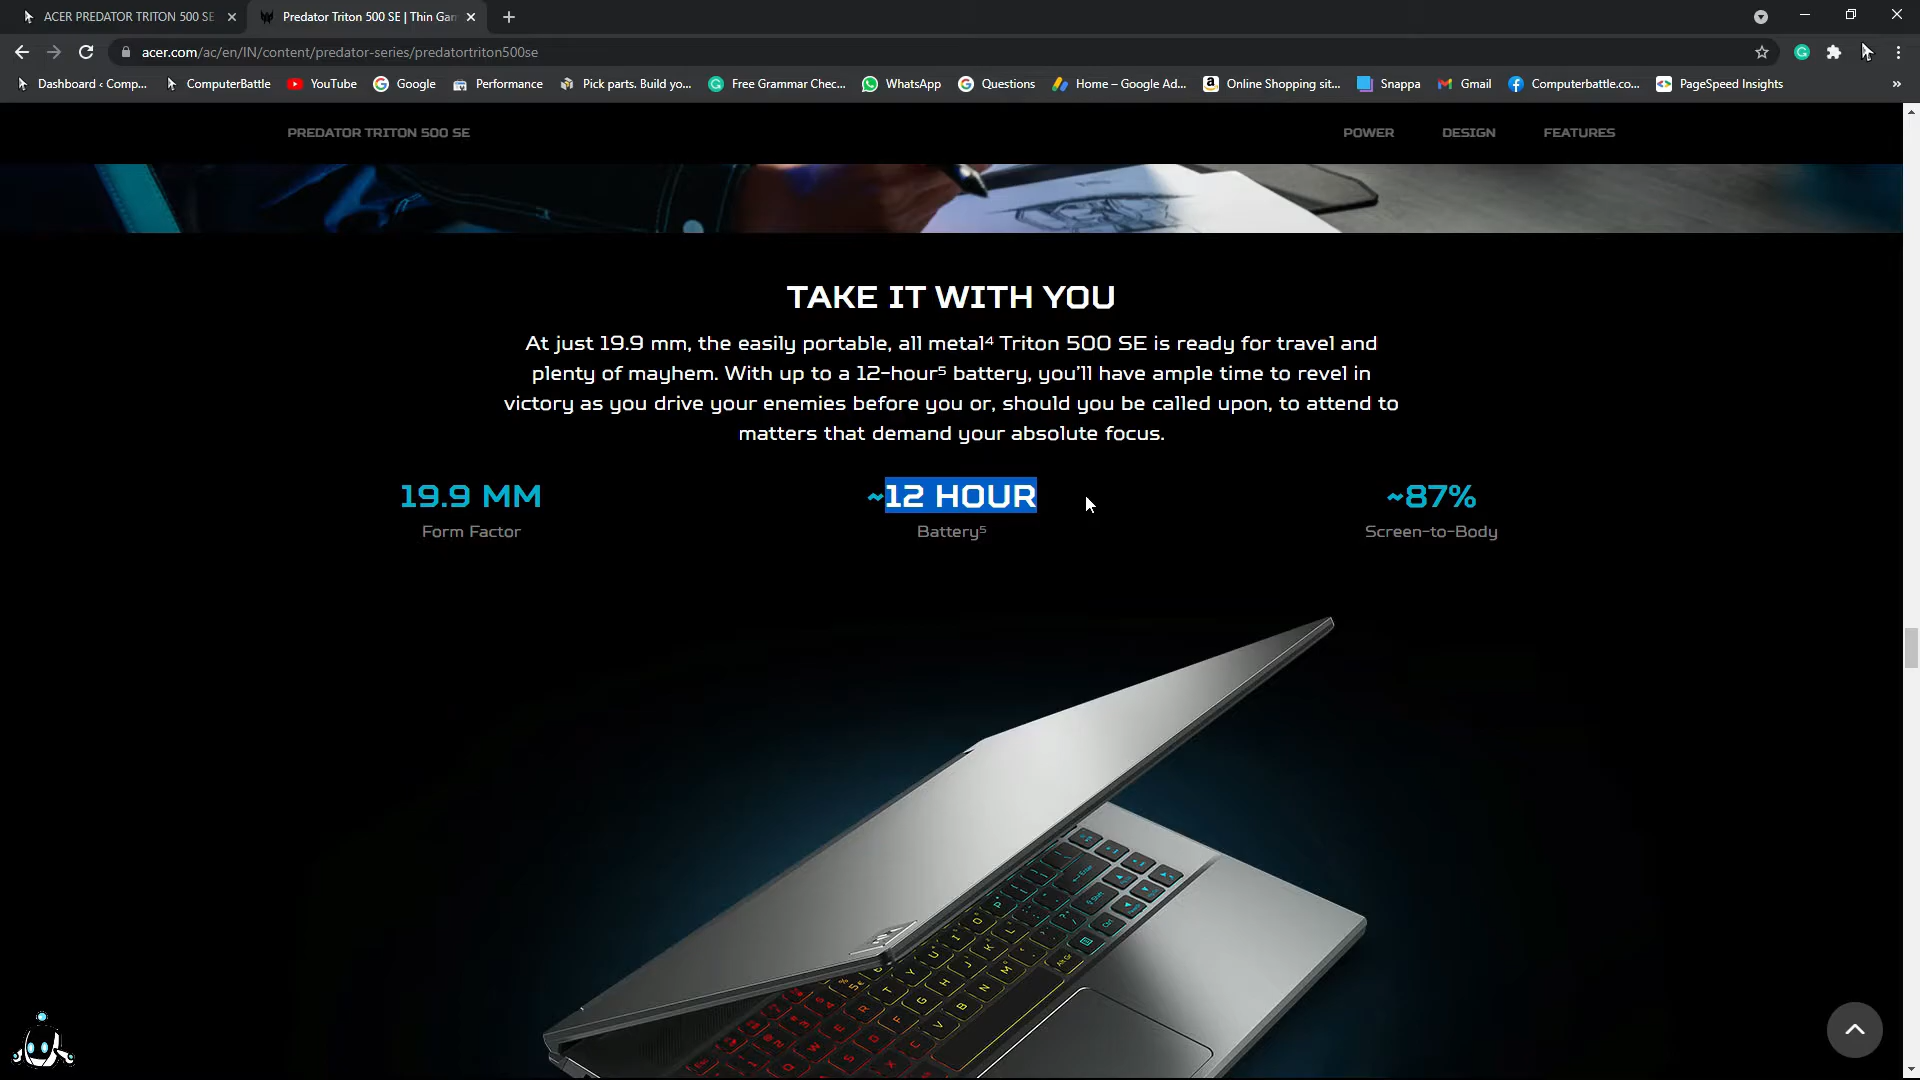 ACER PREDATOR TRITON 500 SE
Predator Triton 500 SE | Thin Gam
acer.com/ac/en/IN/content/predator-series/predatortriton500se
Dashboard ‹ Comp...
ComputerBattle
YouTube
Google
Performance
Pick parts. Build yo...
Free Grammar Chec...
WhatsApp
Questions
Home – Google Ad...
Online Shopping sit...
Snappa
Gmail
Computerbattle.co...
PageSpeed Insights
»
PREDATOR TRITON 500 SE
POWER
DESIGN
FEATURES
TAKE IT WITH YOU
At just 19.9 mm, the easily portable, all metal⁴ Triton 500 SE is ready for travel and
plenty of mayhem. With up to a 12-hour⁵ battery, you'll have ample time to revel in
victory as you drive your enemies before you or, should you be called upon, to attend to
matters that demand your absolute focus.
19.9 MM
Form Factor
~12 HOUR
Battery⁵
~87%
Screen-to-Body